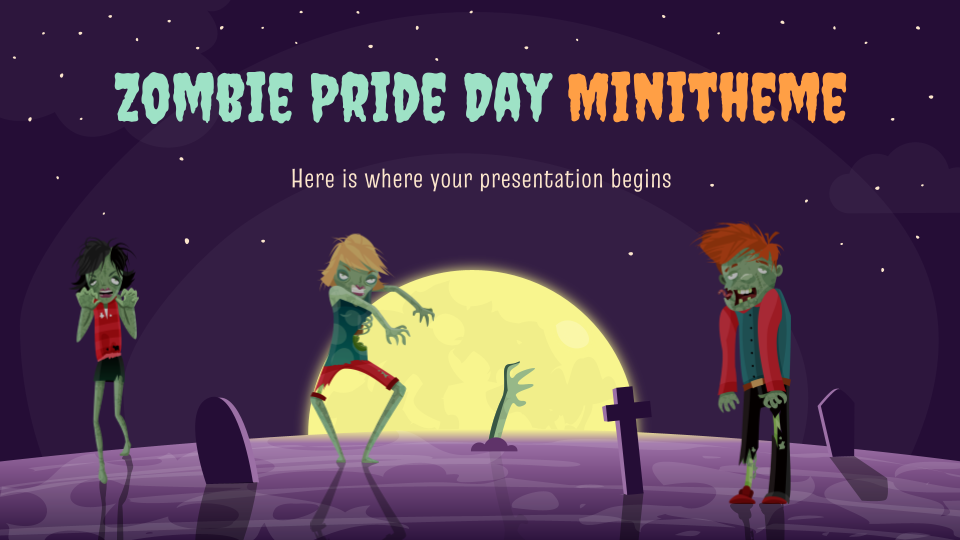 ZOMBIE PRIDE DAY MINITHEME
Here is where your presentation begins